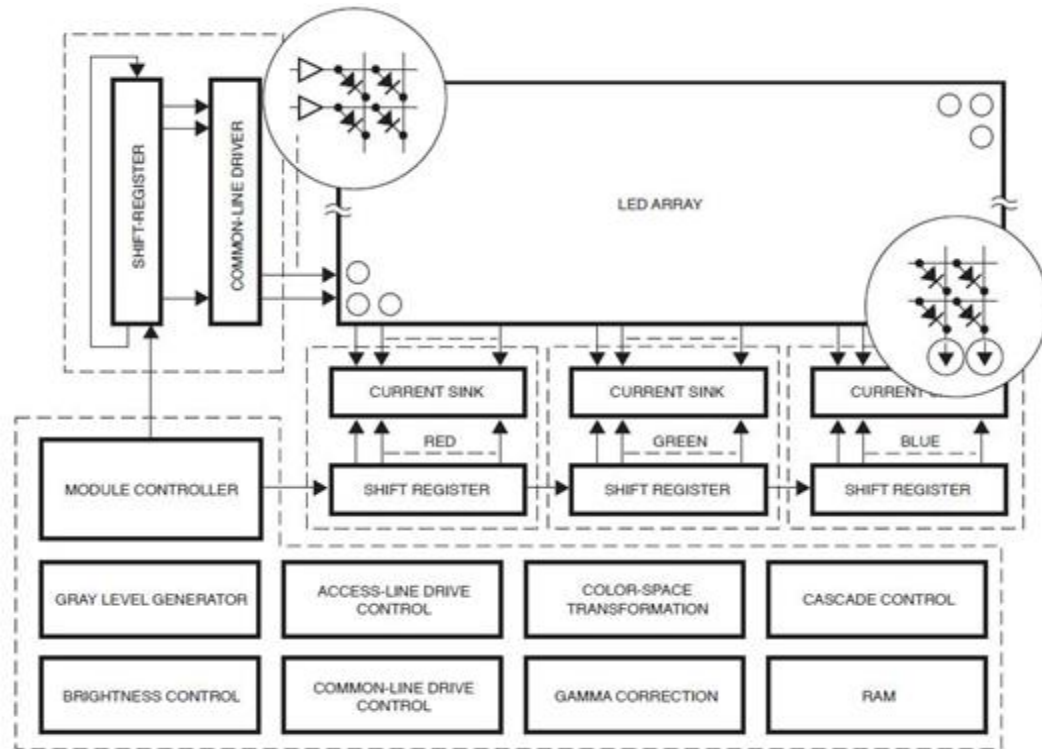 SHIFT-REGISTER
COMMON-LINE DRIVER
LED ARRAY
CURRENT SINK
CURRENT SINK
CURRENT
RED
GREEN
BLUE
MODULE CONTROLLER
SHIFT REGISTER
SHIFT REGISTER
SHIFT REGISTER
GRAY LEVEL GENERATOR
ACCESS-LINE DRIVE
CONTROL
COLOR-SPACE
TRANSFORMATION
CASCADE CONTROL
BRIGHTNESS CONTROL
COMMON-LINE DRIVE
CONTROL
GAMMA CORRECTION
RAM